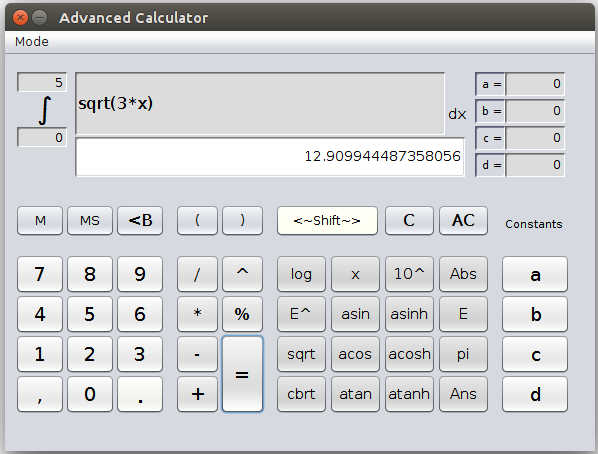 Advanced Calculator
Mode
5
∫
0
sqrt(3*x)
dx
12.909944487358056
a = 0
b = 0
c = 0
d = 0
M MS <B ( ) <~Shift~> C AC Constants
7 8 9 / ^ log x 10^ Abs a
4 5 6 * % E^ asin asinh E b
1 2 3 - = sqrt acos acosh pi c
, 0 . + cbrt atan atanh Ans d